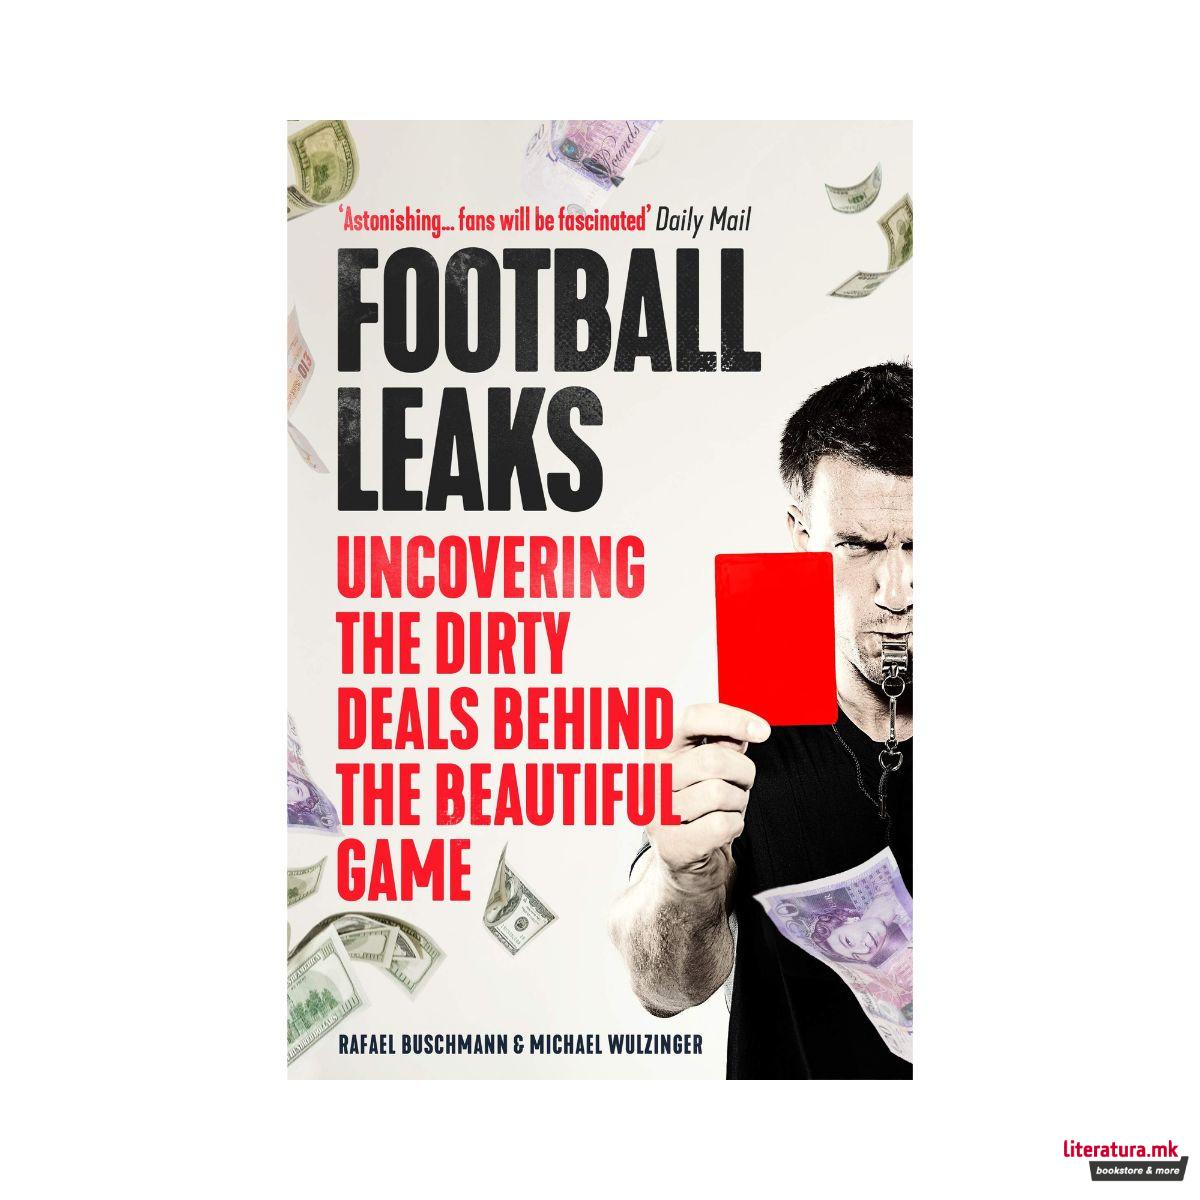 ‘Astonishing... fans will be fascinated’ Daily Mail
FOOTBALL
LEAKS
UNCOVERING
THE DIRTY
DEALS BEHIND
THE BEAUTIFUL
GAME
RAFAEL BUSCHMANN & MICHAEL WULZINGER
literatura.mk
bookstore & more